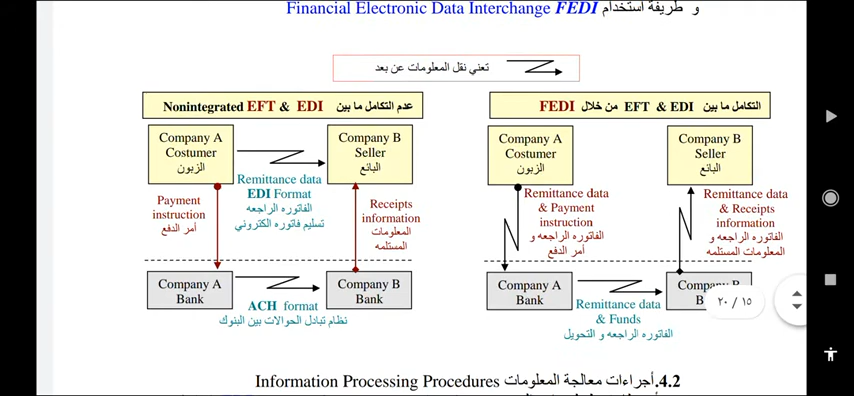 و طريقة استخدام Financial Electronic Data Interchange FEDI
تعني نقل المعلومات عن بعد
Nonintegrated EFT & EDI عدم التكامل ما بين
Company A
Costumer
الزبون
Company B
Seller
البائع
Remittance data
EDI Format
الفاتوره الراجعه
تسليم فاتوره الكتروني
Payment
instruction
أمر الدفع
Receipts
information
المعلومات
المستلمه
Company A
Bank
Company B
Bank
ACH format
نظام تبادل الحوالات بين البنوك
التكامل ما بين EFT & EDI من خلال FEDI
Company A
Costumer
الزبون
Company B
Seller
البائع
Remittance data
& Payment
instruction
الفاتوره الراجعه و
أمر الدفع
Remittance data
& Receipts
information
الفاتوره الراجعه و
المعلومات المستلمه
Company A
Bank
Company B
Remittance data
& Funds
الفاتوره الراجعه و التحويل
٢٠ / ١٥
4.2. أجراءات معالجة المعلومات Information Processing Procedures